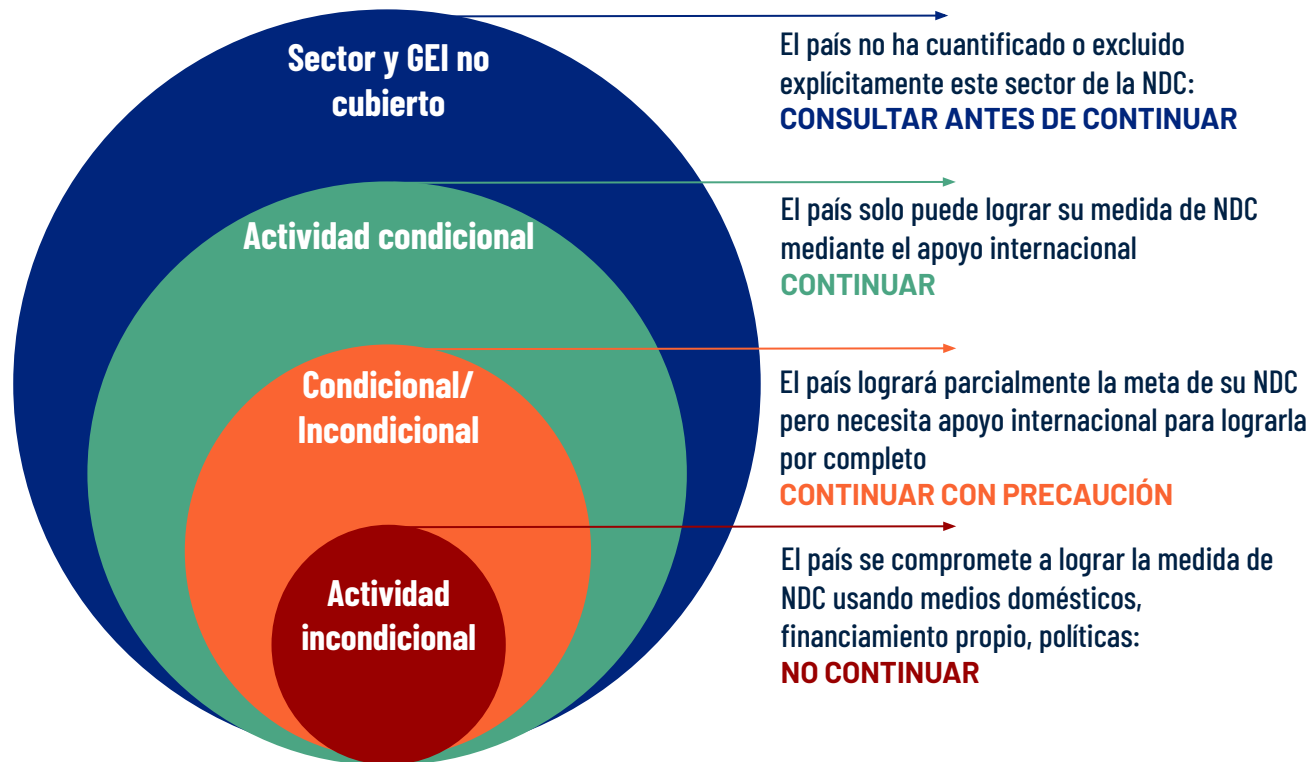 Sector y GEI no
cubierto
El país no ha cuantificado o excluido
explícitamente este sector de la NDC:
CONSULTAR ANTES DE CONTINUAR
Actividad condicional
El país solo puede lograr su medida de NDC
mediante el apoyo internacional
CONTINUAR
Condicional/
Incondicional
El país logrará parcialmente la meta de su NDC
pero necesita apoyo internacional para lograrla
por completo
CONTINUAR CON PRECAUCIÓN
Actividad
incondicional
El país se compromete a lograr la medida de
NDC usando medios domésticos,
financiamiento propio, políticas:
NO CONTINUAR